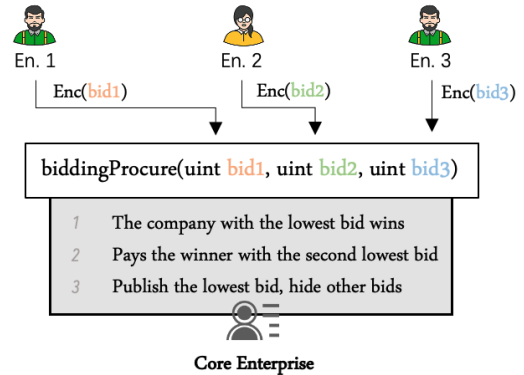 En. 1
En. 2
En. 3
Enc(bid1)
Enc(bid2)
Enc(bid3)
biddingProcure(uint bid1, uint bid2, uint bid3)
1 The company with the lowest bid wins
2 Pays the winner with the second lowest bid
3 Publish the lowest bid, hide other bids
Core Enterprise